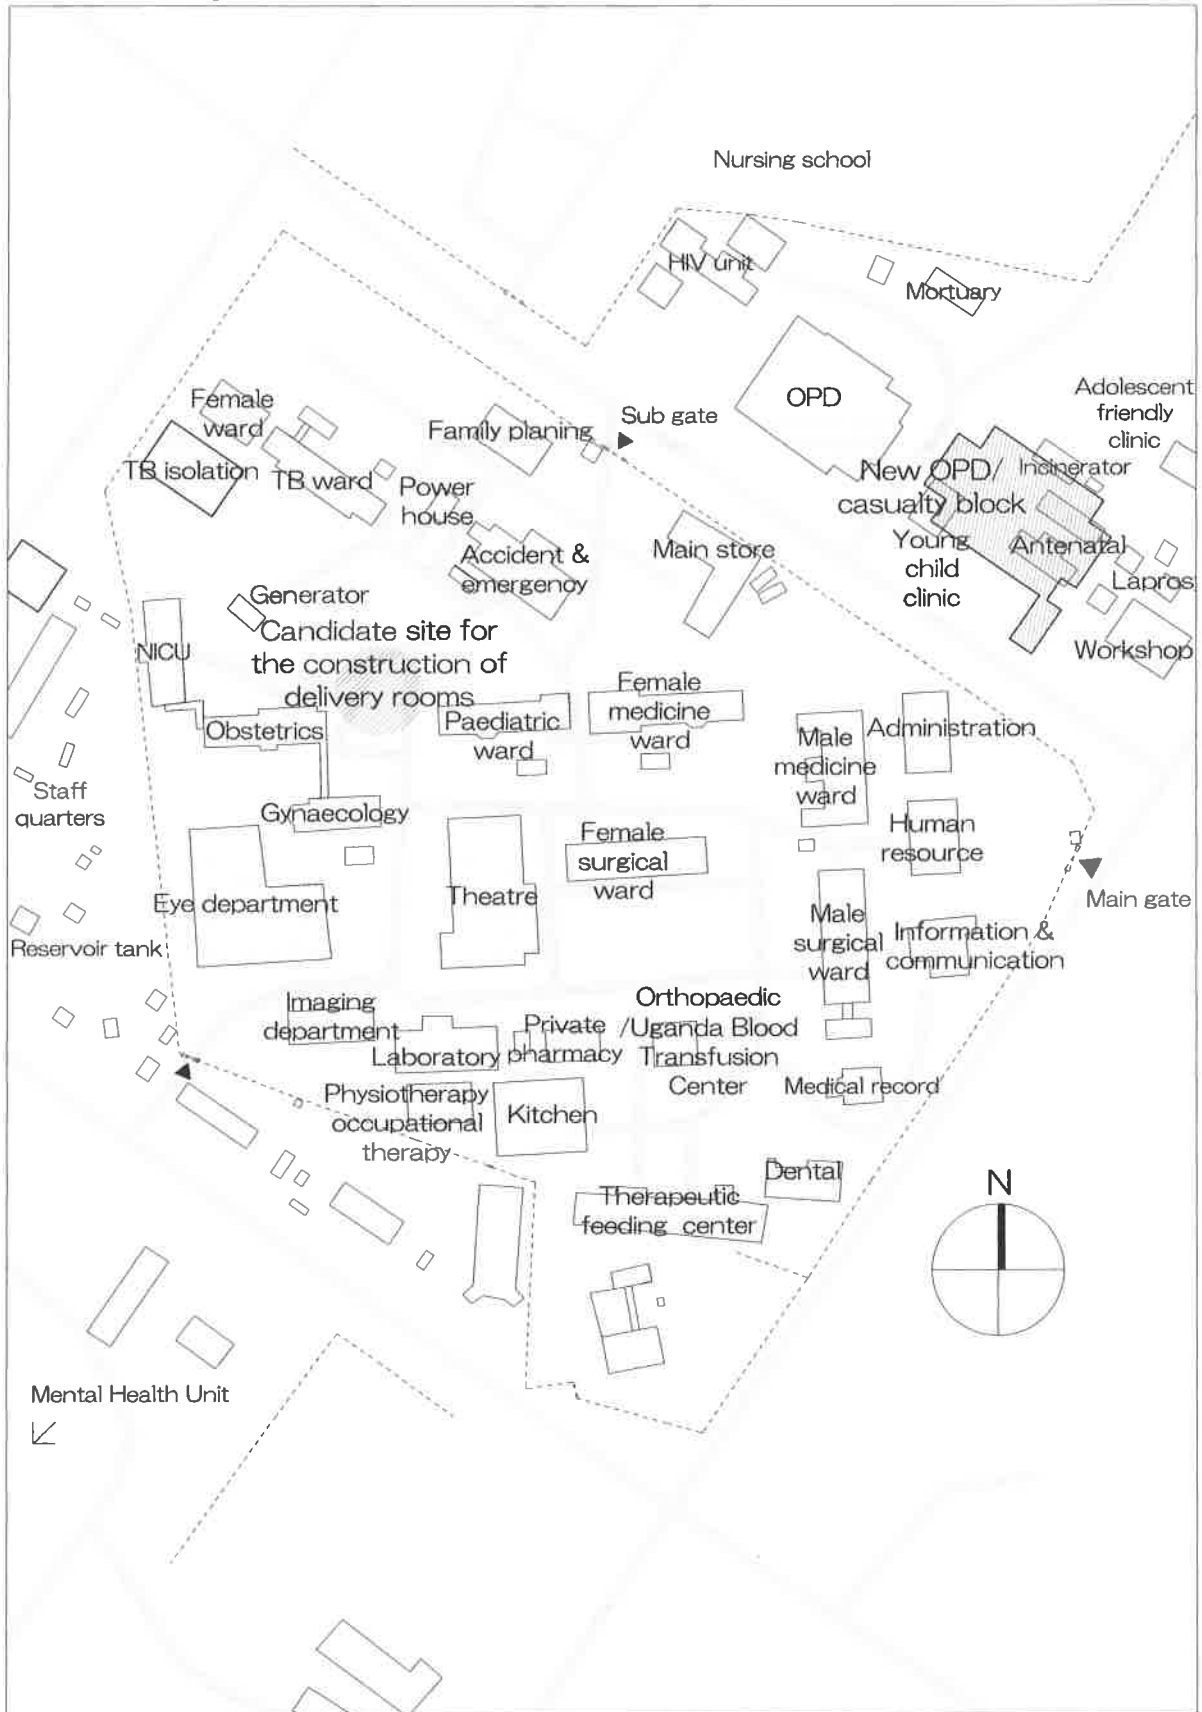 Nursing school
HIV unit
Mortuary
OPD
Adolescent
friendly
clinic
Female
ward
Family planing
Sub gate
TB isolation
TB ward
Power
house
New OPD/
casualty block
Incinerator
Accident &
emergency
Main store
Young
child
clinic
Antenatal
Lapros
Generator
Candidate site for
the construction of
delivery rooms
NICU
Workshop
Obstetrics
Paediatric
ward
Female
medicine
ward
Male
medicine
ward
Administration
Staff
quarters
Gynaecology
Female
surgical
ward
Human
resource
Eye department
Theatre
Main gate
Reservoir tank
Male
surgical
ward
Information &
communication
Imaging
department
Laboratory
Private
pharmacy
Orthopaedic
/Uganda Blood
Transfusion
Center
Medical record
Physiotherapy
occupational
therapy
Kitchen
Dental
Therapeutic
feeding center
N
Mental Health Unit